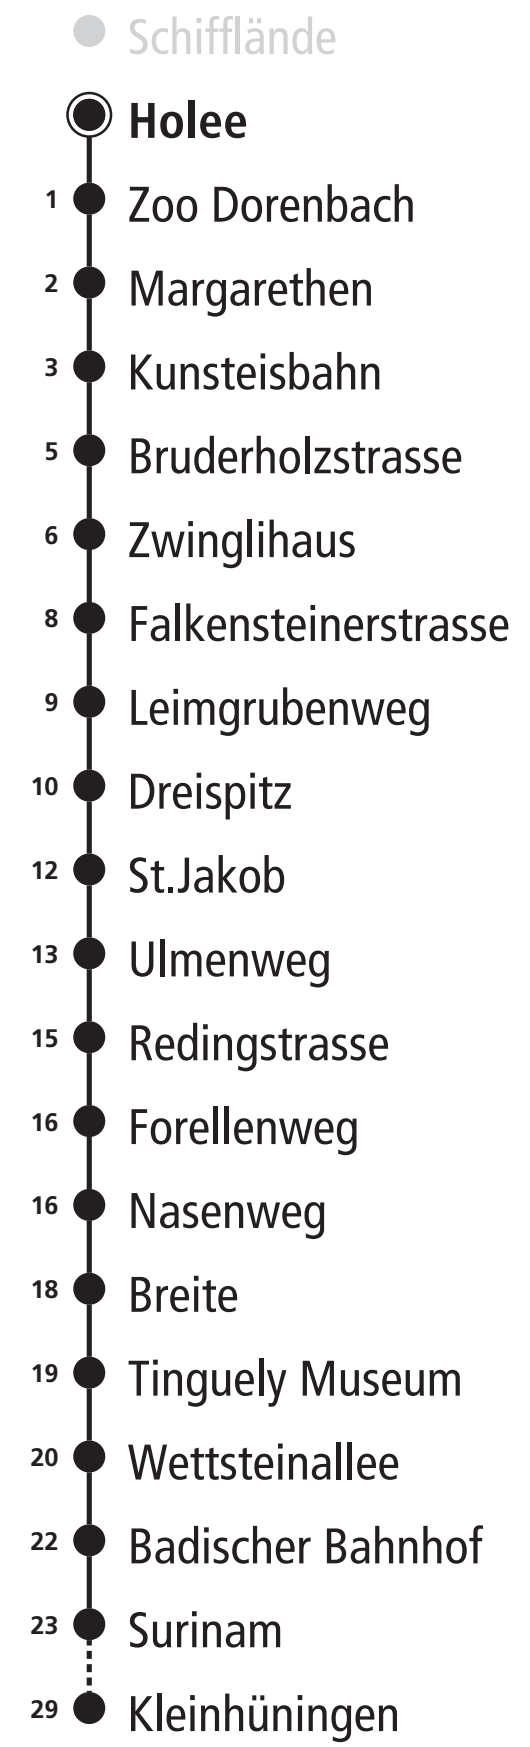 Schifflände
Holee
1 Zoo Dorenbach
2 Margarethen
3 Kunsteisbahn
5 Bruderholzstrasse
6 Zwinglihaus
8 Falkensteinerstrasse
9 Leimgrubenweg
10 Dreispitz
12 St.Jakob
13 Ulmenweg
15 Redingstrasse
16 Forellenweg
16 Nasenweg
18 Breite
19 Tinguely Museum
20 Wettsteinallee
22 Badischer Bahnhof
23 Surinam
29 Kleinhüningen